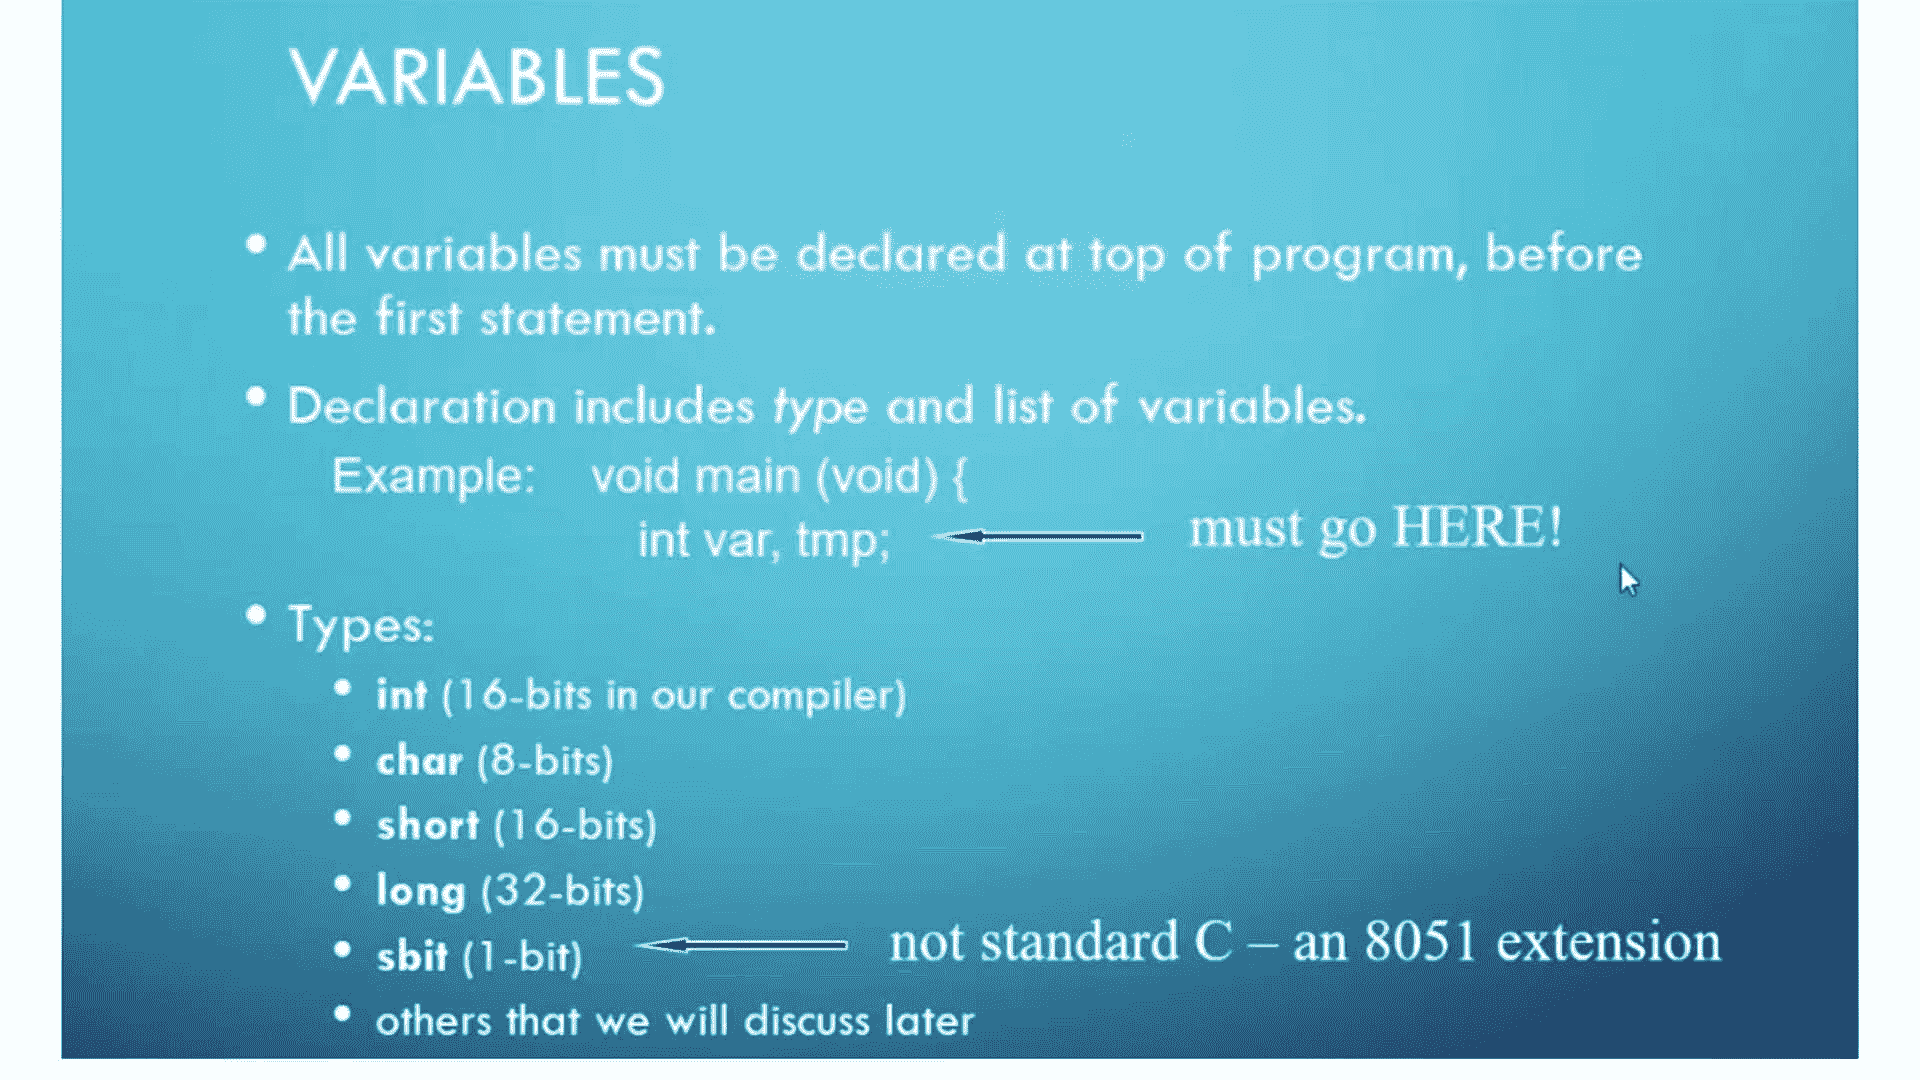 VARIABLES
• All variables must be declared at top of program, before
the first statement.
• Declaration includes type and list of variables.
Example: void main (void) {
int var, tmp; must go HERE!
• Types:
• int (16-bits in our compiler)
• char (8-bits)
• short (16-bits)
• long (32-bits)
• sbit (1-bit) not standard C – an 8051 extension
• others that we will discuss later